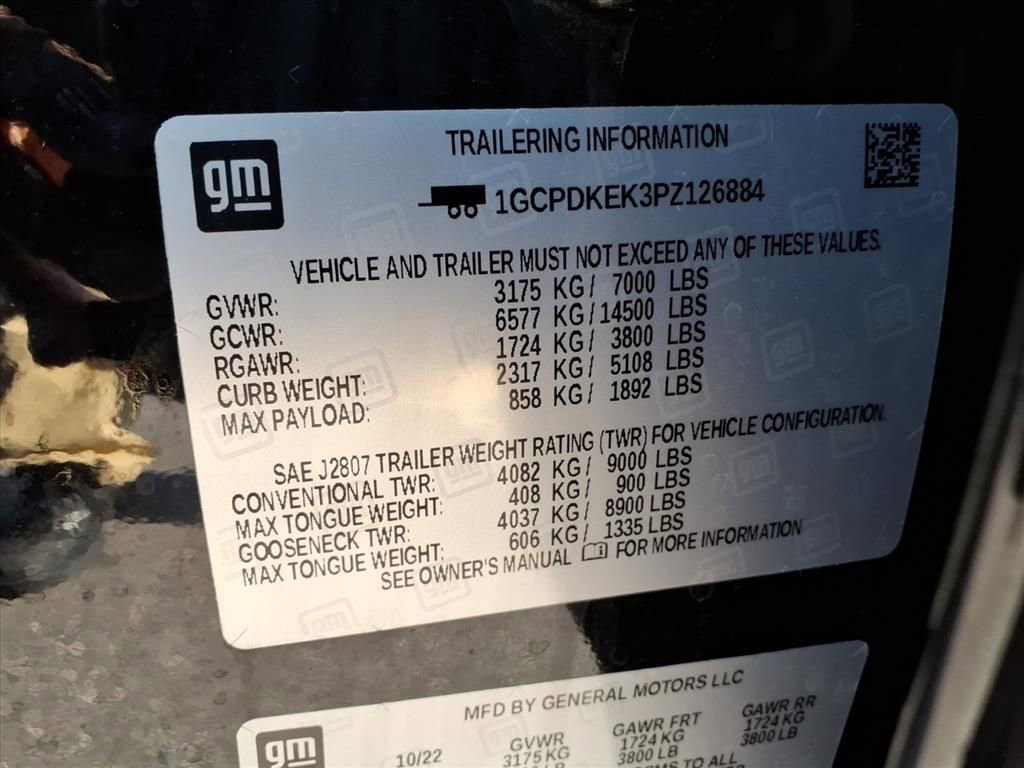 gm
TRAILERING INFORMATION
1GCPDKEK3PZ126884
VEHICLE AND TRAILER MUST NOT EXCEED ANY OF THESE VALUES.
GVWR: 3175 KG/ 7000 LBS
GCWR: 6577 KG/14500 LBS
RGAWR: 1724 KG/ 3800 LBS
CURB WEIGHT: 2317 KG/ 5108 LBS
MAX PAYLOAD: 858 KG/ 1892 LBS
SAE J2807 TRAILER WEIGHT RATING (TWR) FOR VEHICLE CONFIGURATION.
CONVENTIONAL TWR: 4082 KG/ 9000 LBS
MAX TONGUE WEIGHT: 408 KG/ 900 LBS
GOOSENECK TWR: 4037 KG/ 8900 LBS
MAX TONGUE WEIGHT: 606 KG/ 1335 LBS
SEE OWNER'S MANUAL FOR MORE INFORMATION
MFD BY GENERAL MOTORS LLC
gm
10/22 GVWR GAWR FRT GAWR RR
3175 KG 1724 KG 1724 KG
LB 3800 LB 3800 LB
TO ALL